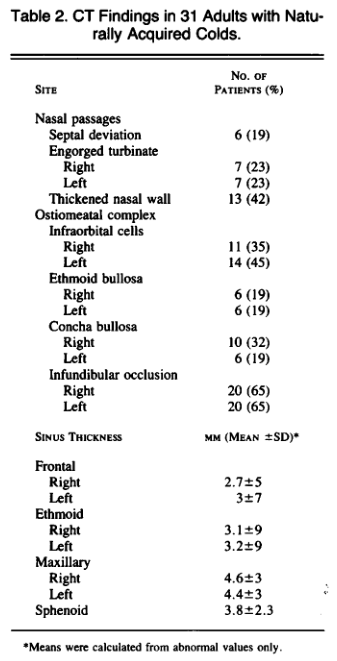 Table 2. CT Findings in 31 Adults with Natu-
rally Acquired Colds.
SITE NO. OF PATIENTS (%)
Nasal passages
Septal deviation 6 (19)
Engorged turbinate
Right 7 (23)
Left 7 (23)
Thickened nasal wall 13 (42)
Ostiomeatal complex
Infraorbital cells
Right 11 (35)
Left 14 (45)
Ethmoid bullosa
Right 6 (19)
Left 6 (19)
Concha bullosa
Right 10 (32)
Left 6 (19)
Infundibular occlusion
Right 20 (65)
Left 20 (65)
SINUS THICKNESS MM (MEAN ±SD)*
Frontal
Right 2.7±5
Left 3±7
Ethmoid
Right 3.1±9
Left 3.2±9
Maxillary
Right 4.6±3
Left 4.4±3
Sphenoid 3.8±2.3
*Means were calculated from abnormal values only.